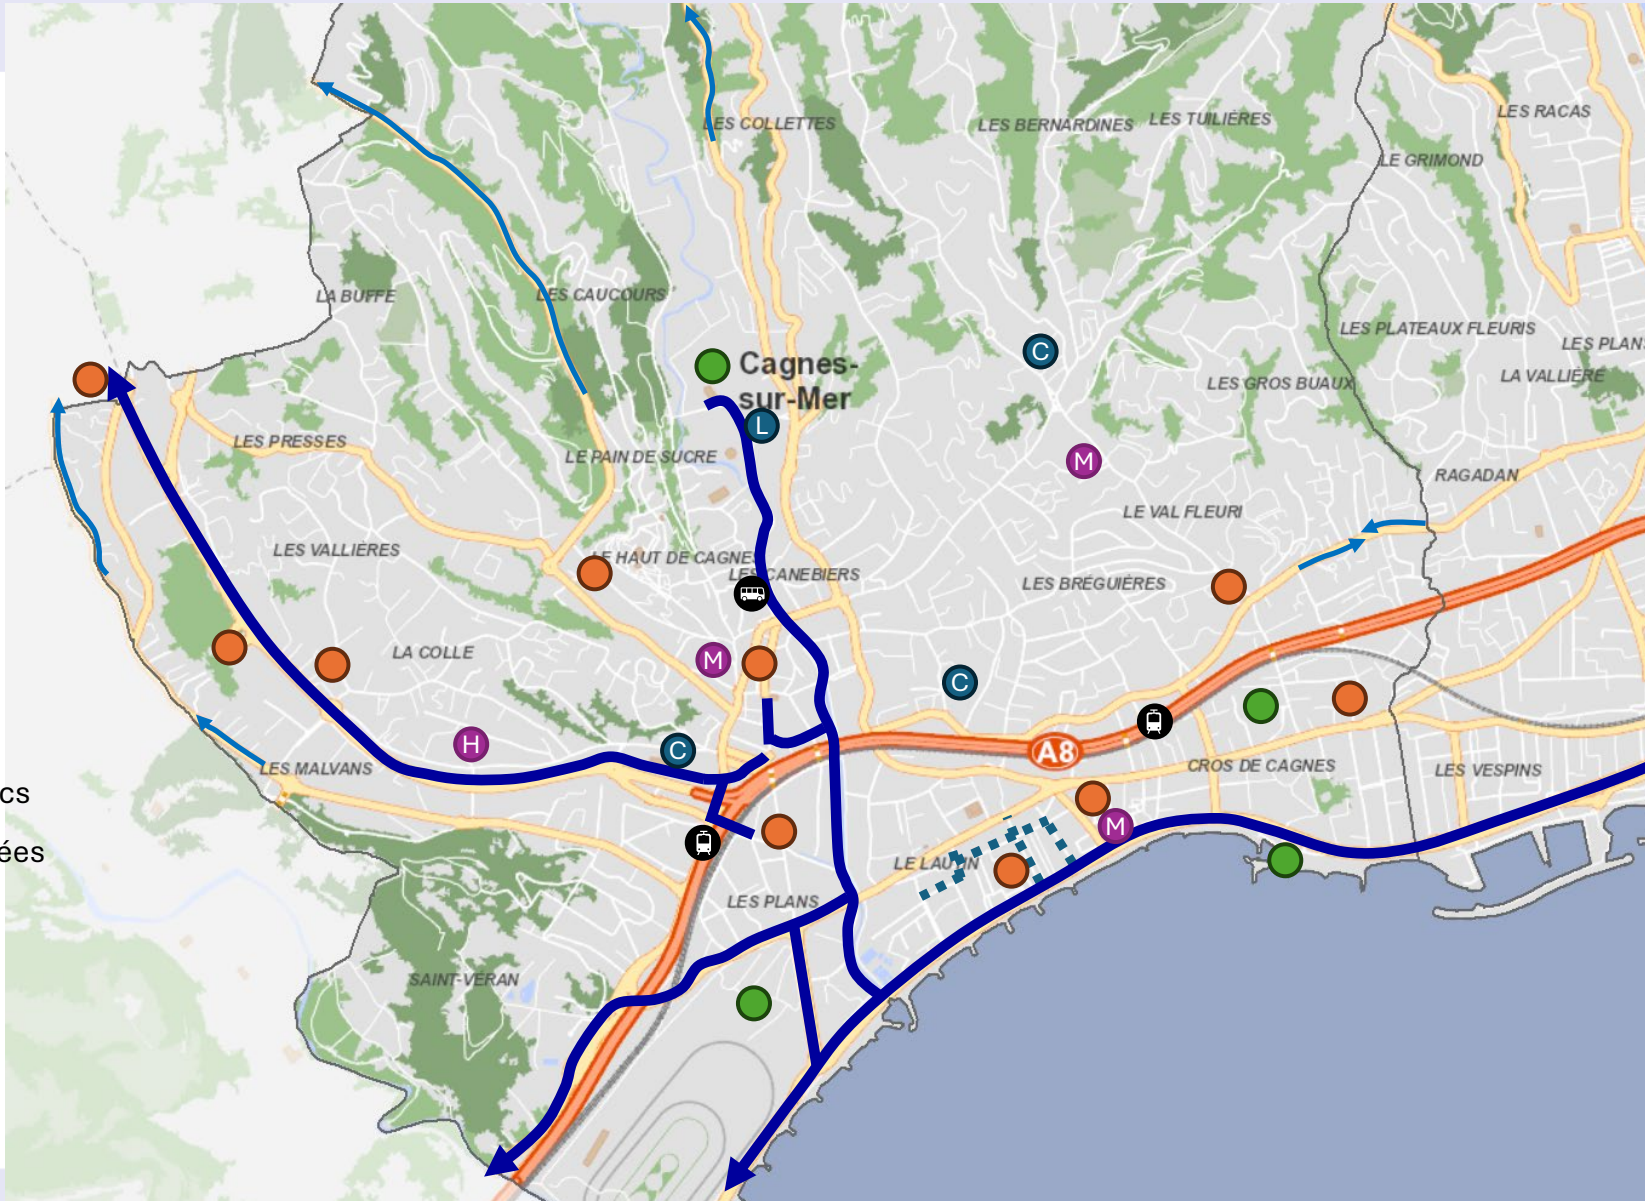 LES COLLETTES
LES BERNARDINES
LES TUILIÈRES
LES RACAS
LE GRIMOND
LA BUFFE
LES CAUCOURS
LES PLATEAUX FLEURIS
LES PLAN
C
Cagnes-
sur-Mer
LES GROS BUAUX
LA VALLIÈRE
L
LES PRESSES
LE PAIN DE SUCRE
M
RAGADAN
LE VAL FLEURI
LES VALLIÈRES
LE HAUT DE CAGNES
LES CANEBIERS
LES BRÉGUIÈRES
LA COLLE
M
C
H
C
A8
LES MALVANS
CROS DE CAGNES
LES VESPINS
cs
M
ées
LES PLANS
SAINT-VERAN